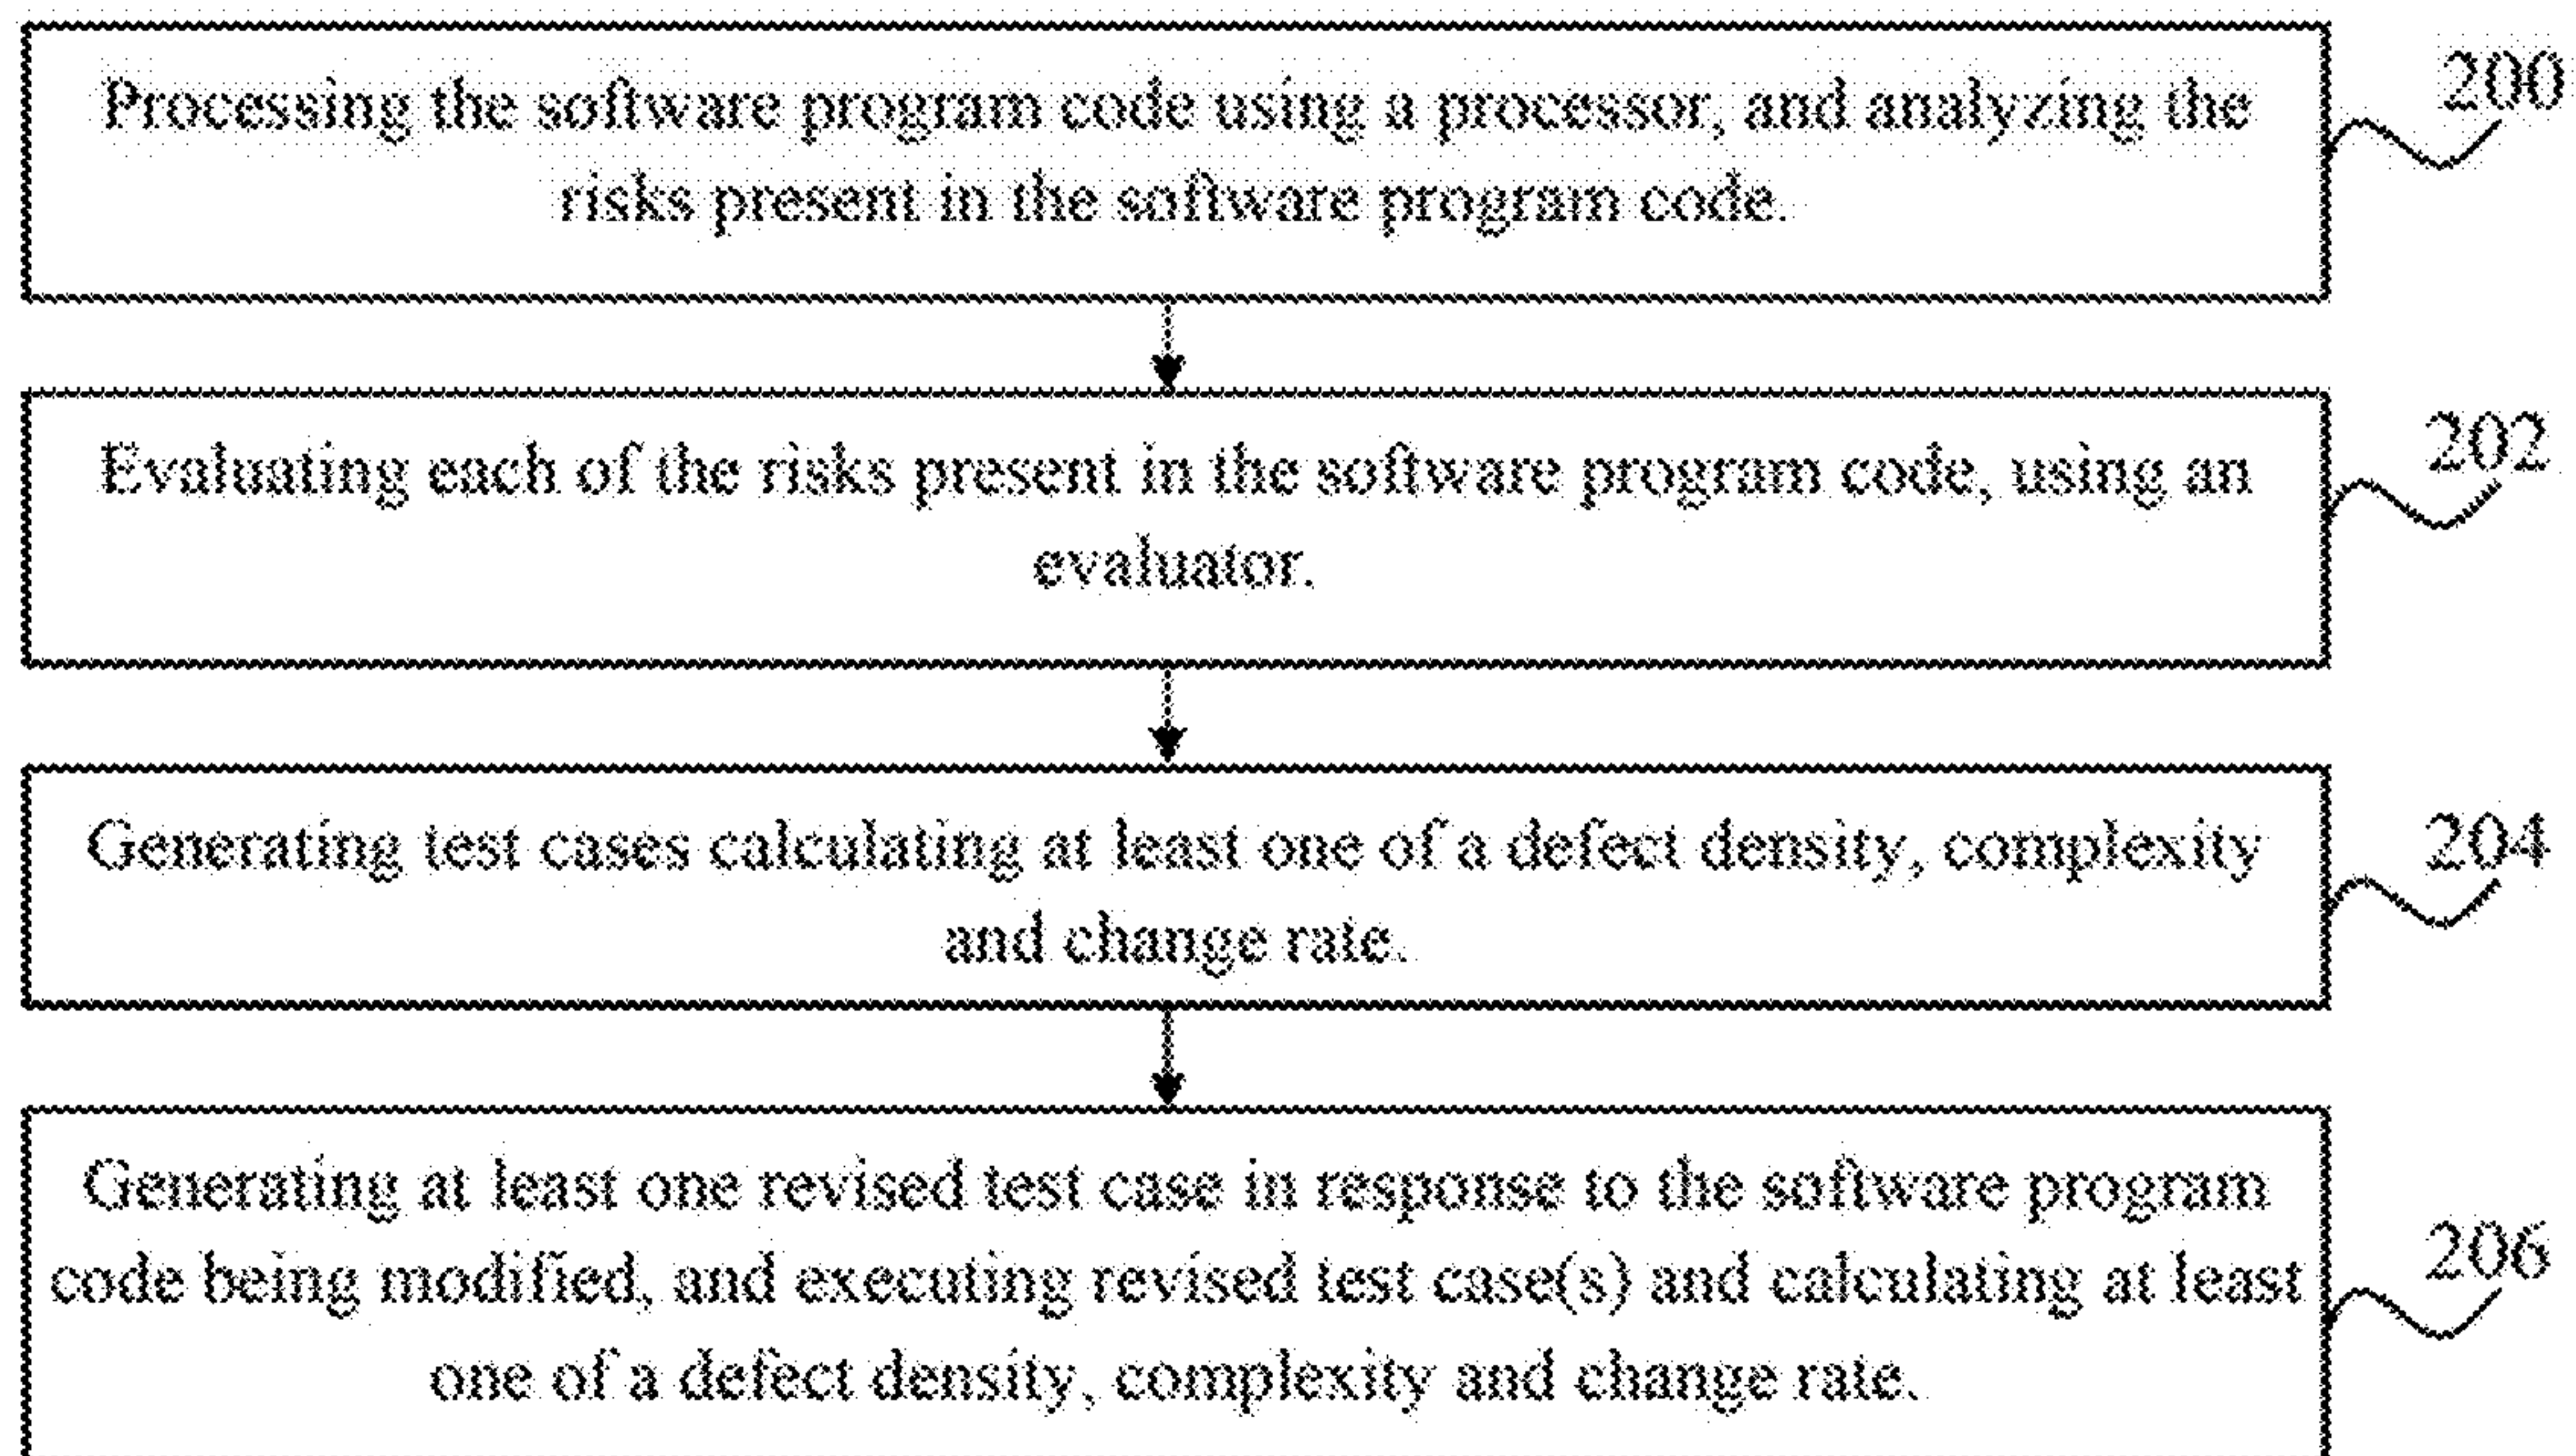 Processing the software program code using a processor, and analyzing the
risks present in the software program code.
200
Evaluating each of the risks present in the software program code, using an
evaluator.
202
Generating test cases calculating at least one of a defect density, complexity
and change rate.
204
Generating at least one revised test case in response to the software program
code being modified, and executing revised test case(s) and calculating at least
one of a defect density, complexity and change rate.
206